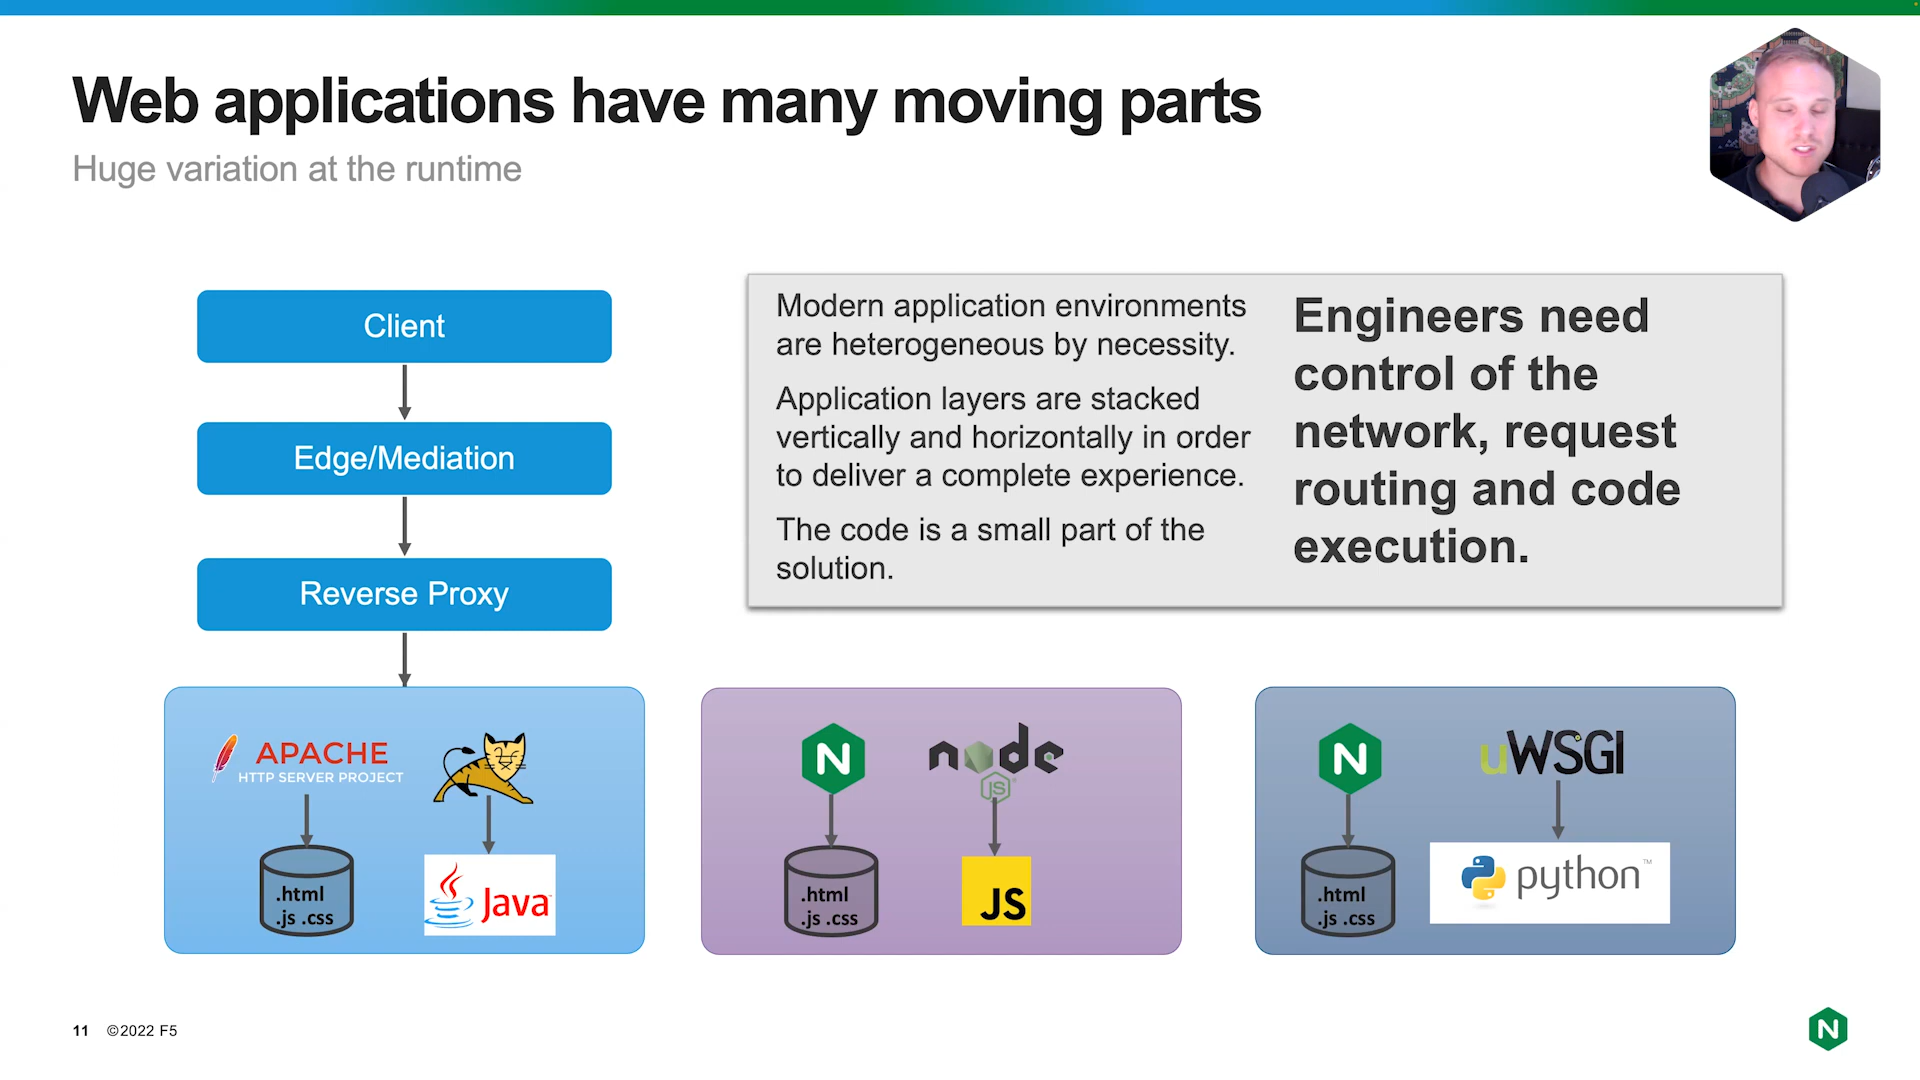 Web applications have many moving parts
Huge variation at the runtime
Client
Edge/Mediation
Reverse Proxy
Modern application environments
are heterogeneous by necessity.
Application layers are stacked
vertically and horizontally in order
to deliver a complete experience.
The code is a small part of the
solution.
Engineers need
control of the
network, request
routing and code
execution.
APACHE
HTTP SERVER PROJECT
.html
.js .css
Java
N
node
JS
.html
.js .css
JS
N
uWSGI
.html
.js .css
python™
11 ©2022 F5
N